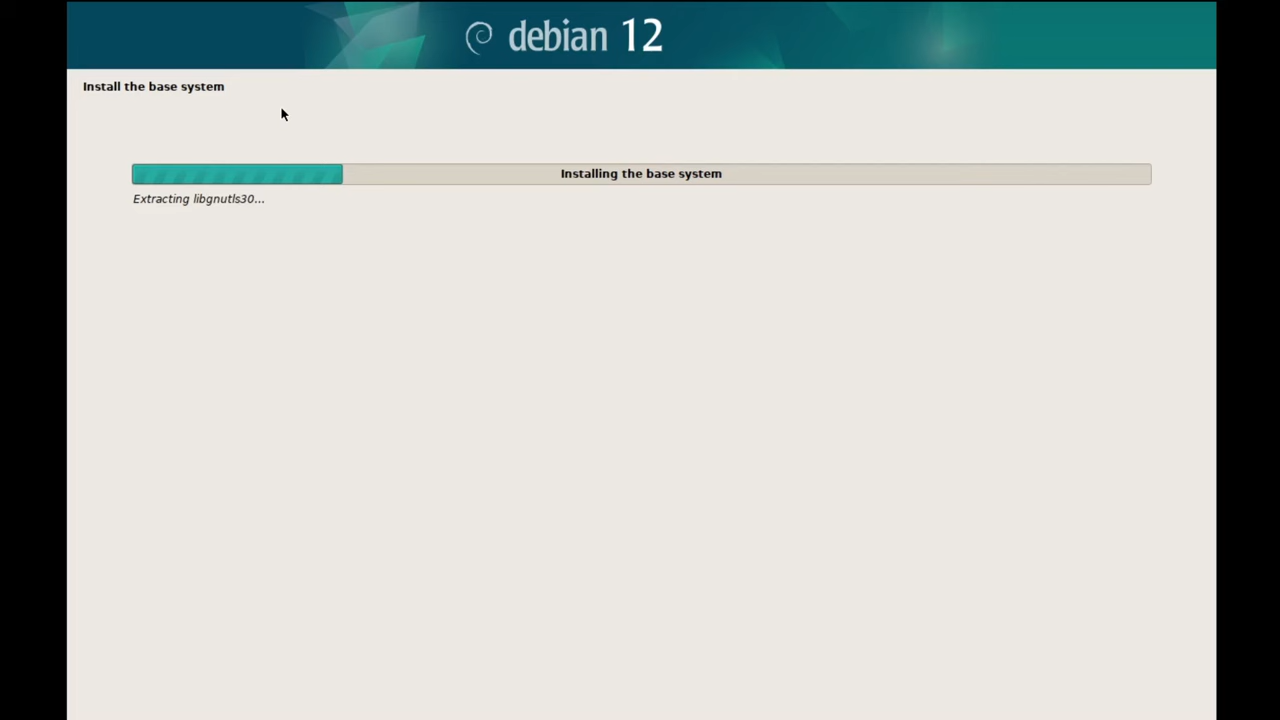 debian 12
Install the base system
Installing the base system
Extracting libgnutls30...